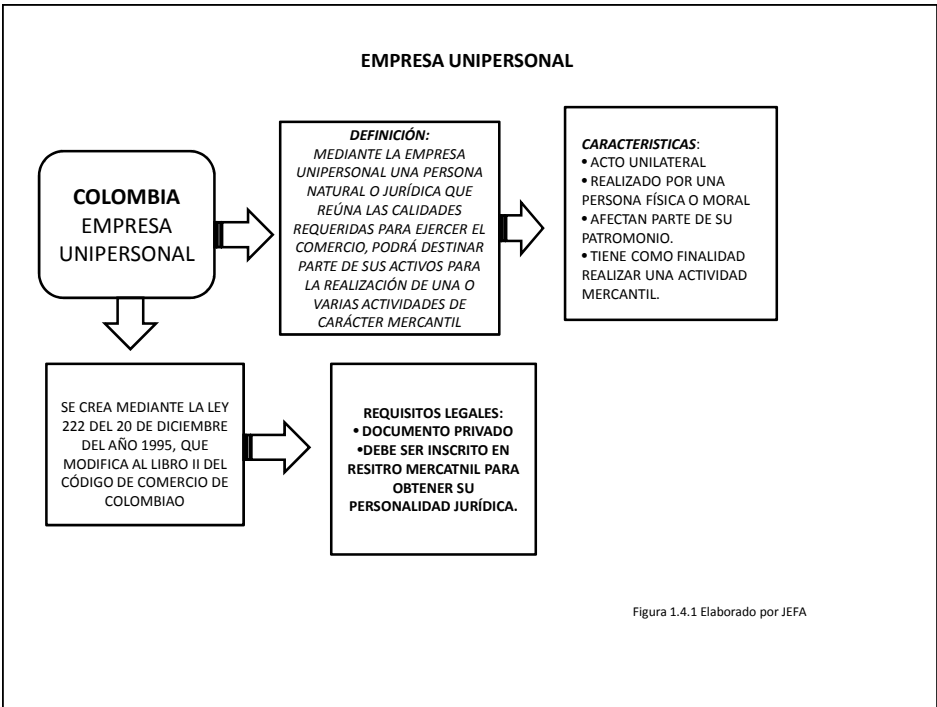 EMPRESA UNIPERSONAL
COLOMBIA
EMPRESA
UNIPERSONAL
DEFINICIÓN:
MEDIANTE LA EMPRESA
UNIPERSONAL UNA PERSONA
NATURAL O JURÍDICA QUE
REÚNA LAS CALIDADES
REQUERIDAS PARA EJERCER EL
COMERCIO, PODRÁ DESTINAR
PARTE DE SUS ACTIVOS PARA
LA REALIZACIÓN DE UNA O
VARIAS ACTIVIDADES DE
CARÁCTER MERCANTIL
CARACTERISTICAS:
• ACTO UNILATERAL
• REALIZADO POR UNA
PERSONA FÍSICA O MORAL
• AFECTAN PARTE DE SU
PATROMONIO.
• TIENE COMO FINALIDAD
REALIZAR UNA ACTIVIDAD
MERCANTIL.
SE CREA MEDIANTE LA LEY
222 DEL 20 DE DICIEMBRE
DEL AÑO 1995, QUE
MODIFICA AL LIBRO II DEL
CÓDIGO DE COMERCIO DE
COLOMBIAO
REQUISITOS LEGALES:
• DOCUMENTO PRIVADO
•DEBE SER INSCRITO EN
RESITRO MERCATNIL PARA
OBTENER SU
PERSONALIDAD JURÍDICA.
Figura 1.4.1 Elaborado por JEFA